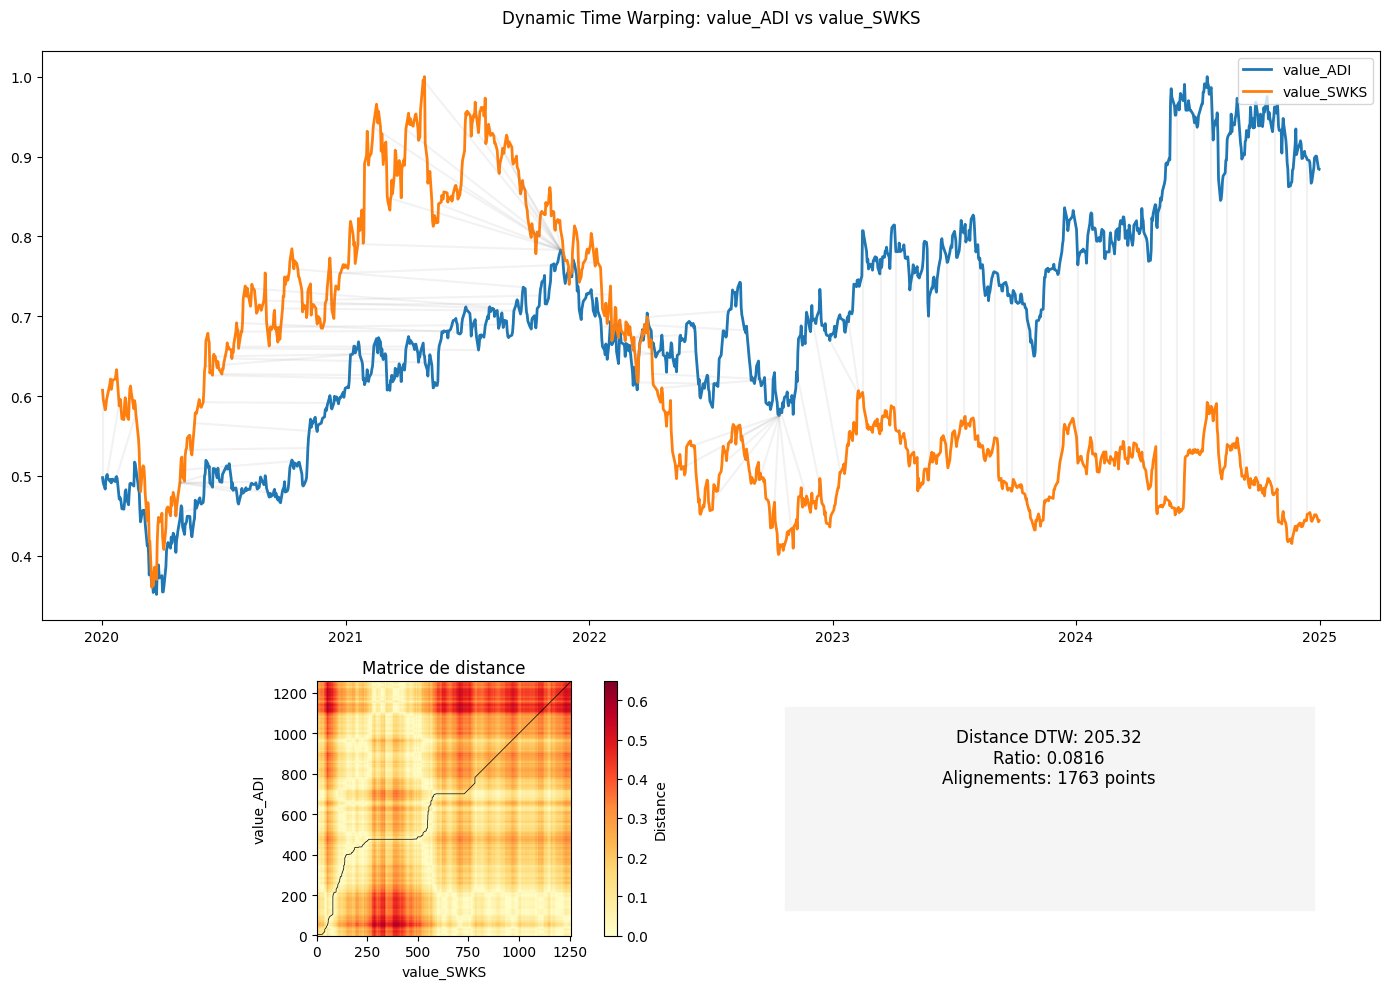 Dynamic Time Warping: value_ADI vs value_SWKS
value_ADI
value_SWKS
1.0
0.9
0.8
0.7
0.6
0.5
0.4
2020 2021 2022 2023 2024 2025
Matrice de distance
value_ADI
1200
1000
800
600
400
200
0
0 250 500 750 1000 1250
value_SWKS
0.6
0.5
0.4
0.3
0.2
0.1
0.0
Distance
Distance DTW: 205.32
Ratio: 0.0816
Alignements: 1763 points